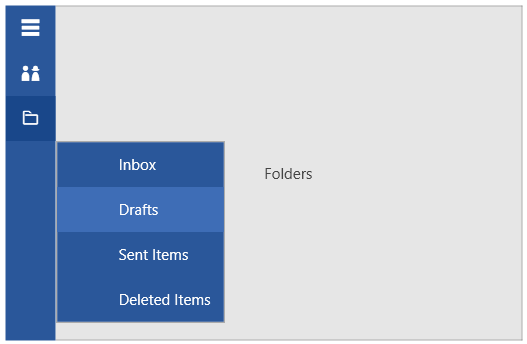 Inbox
Folders
Drafts
Sent Items
Deleted Items